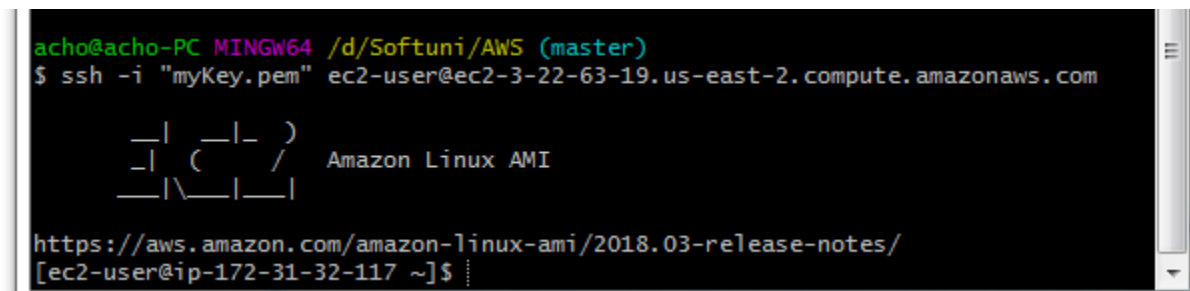 acho@acho-PC MINGW64 /d/Softuni/AWS (master)
$ ssh -i "myKey.pem" ec2-user@ec2-3-22-63-19.us-east-2.compute.amazonaws.com
__|  __|_  )
_|  (     /   Amazon Linux AMI
___|\___|___|
https://aws.amazon.com/amazon-linux-ami/2018.03-release-notes/
[ec2-user@ip-172-31-32-117 ~]$